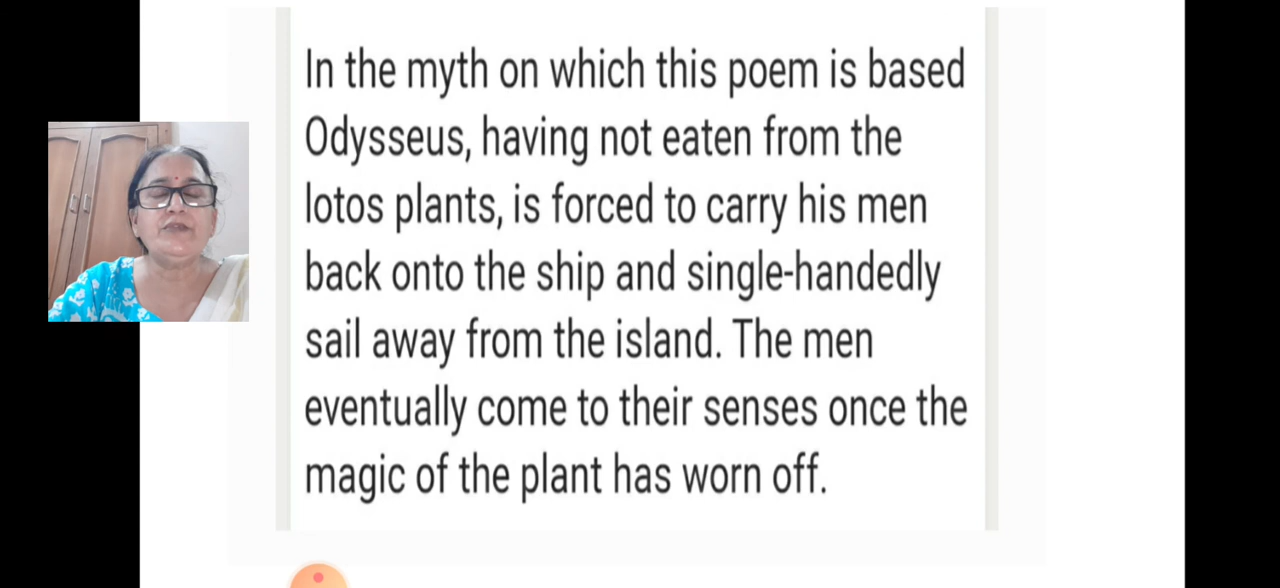 In the myth on which this poem is based
Odysseus, having not eaten from the
lotos plants, is forced to carry his men
back onto the ship and single-handedly
sail away from the island. The men
eventually come to their senses once the
magic of the plant has worn off.